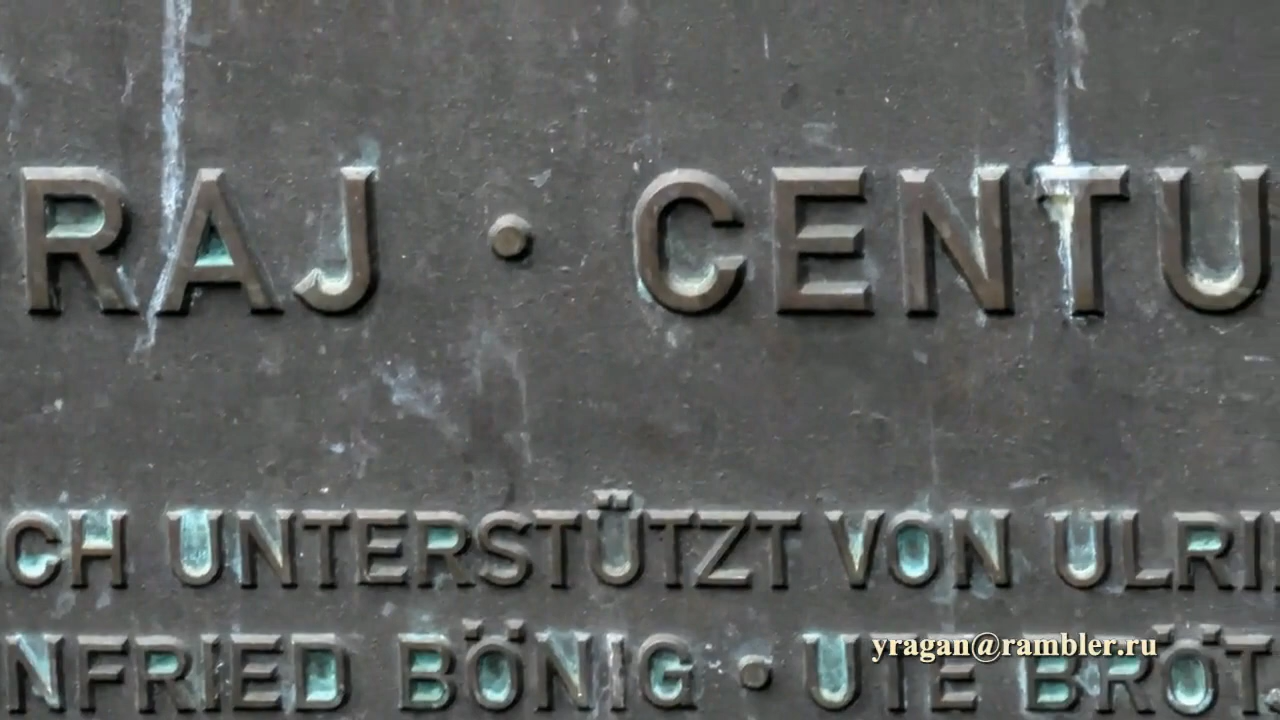 RAJ · CENTU
CH UNTERSTÜTZT VON ULRI
NFRIED BÖNIG · UTE BRÖT
yragan@rambler.ru